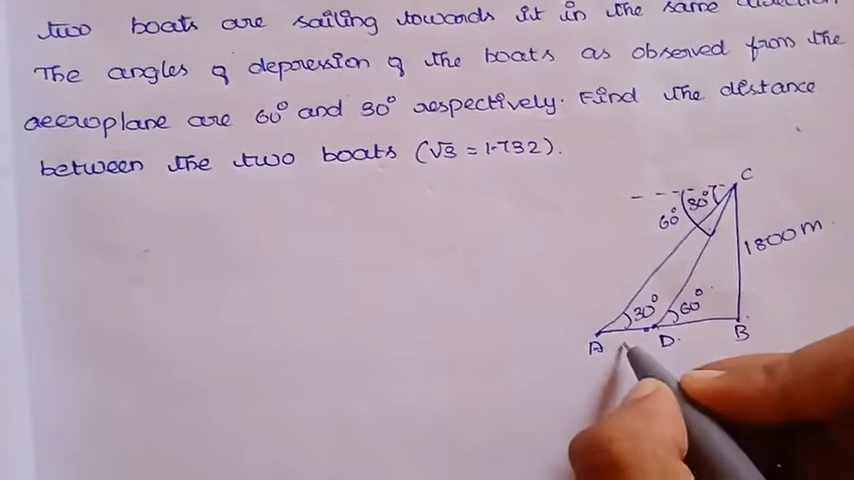 two boats are sailing towards it in the same
The angles of depression of the boats as observed from the
aeeroplane are 60° and 30° respectively. Find the distance
between the two boats (√3 = 1.732).
C
30°
60°
1800m
30° 60°
A D. B